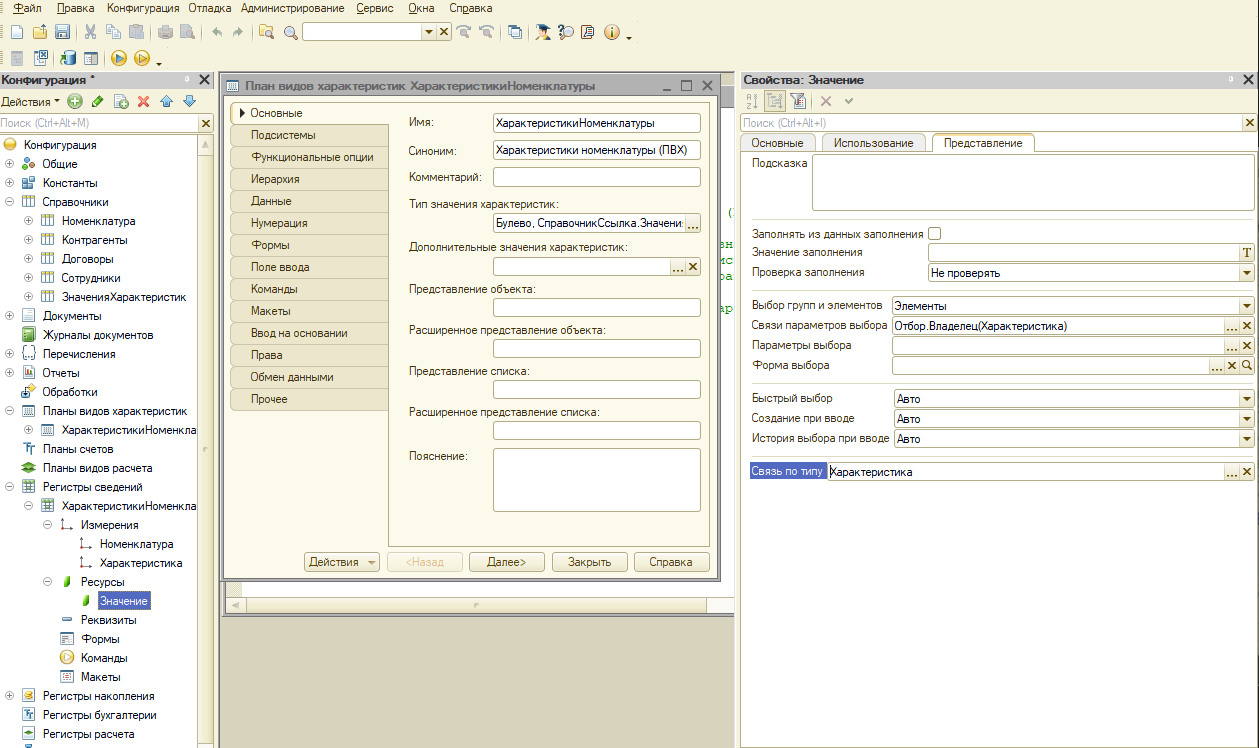 Файл Правка Конфигурация Отладка Администрирование Сервис Окна Справка
Конфигурация *
Действия
Поиск (Ctrl+Alt+M)
Конфигурация
Общие
Константы
Справочники
Номенклатура
Контрагенты
Договоры
Сотрудники
ЗначенияХарактеристик
Документы
Журналы документов
Перечисления
Отчеты
Обработки
Планы видов характеристик
ХарактеристикиНоменкла
Планы счетов
Планы видов расчета
Регистры сведений
ХарактеристикиНоменкла
Измерения
Номенклатура
Характеристика
Ресурсы
Значение
Реквизиты
Формы
Команды
Макеты
Регистры накопления
Регистры бухгалтерии
Регистры расчета
План видов характеристик ХарактеристикиНоменклатуры
Основные
Подсистемы
Функциональные опции
Иерархия
Данные
Нумерация
Формы
Поле ввода
Команды
Макеты
Ввод на основании
Права
Обмен данными
Прочее
Имя: ХарактеристикиНоменклатуры
Синоним: Характеристики номенклатуры (ПВХ)
Комментарий:
Тип значения характеристик:
Булево, СправочникСсылка.Значени ...
Дополнительные значения характеристик:
...
Представление объекта:
Расширенное представление объекта:
Представление списка:
Расширенное представление списка:
Пояснение:
Действия <Назад Далее> Закрыть Справка
Свойства: Значение
Поиск (Ctrl+Alt+I)
Основные Использование Представление
Подсказка
Заполнять из данных заполнения
Значение заполнения T
Проверка заполнения Не проверять
Выбор групп и элементов Элементы
Связи параметров выбора Отбор.Владелец(Характеристика) ...
Параметры выбора ...
Форма выбора ...
Быстрый выбор Авто
Создание при вводе Авто
История выбора при вводе Авто
Связь по типу Характеристика ...